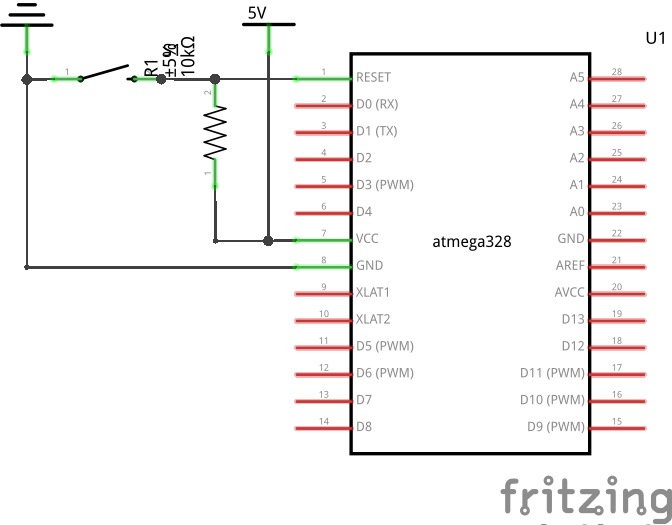 5V
U1
R1
±5%
10kΩ
1
2
1
atmega328
1 RESET
2 D0 (RX)
3 D1 (TX)
4 D2
5 D3 (PWM)
6 D4
7 VCC
8 GND
9 XLAT1
10 XLAT2
11 D5 (PWM)
12 D6 (PWM)
13 D7
14 D8
A5 28
A4 27
A3 26
A2 25
A1 24
A0 23
GND 22
AREF 21
AVCC 20
D13 19
D12 18
D11 (PWM) 17
D10 (PWM) 16
D9 (PWM) 15
fritzing